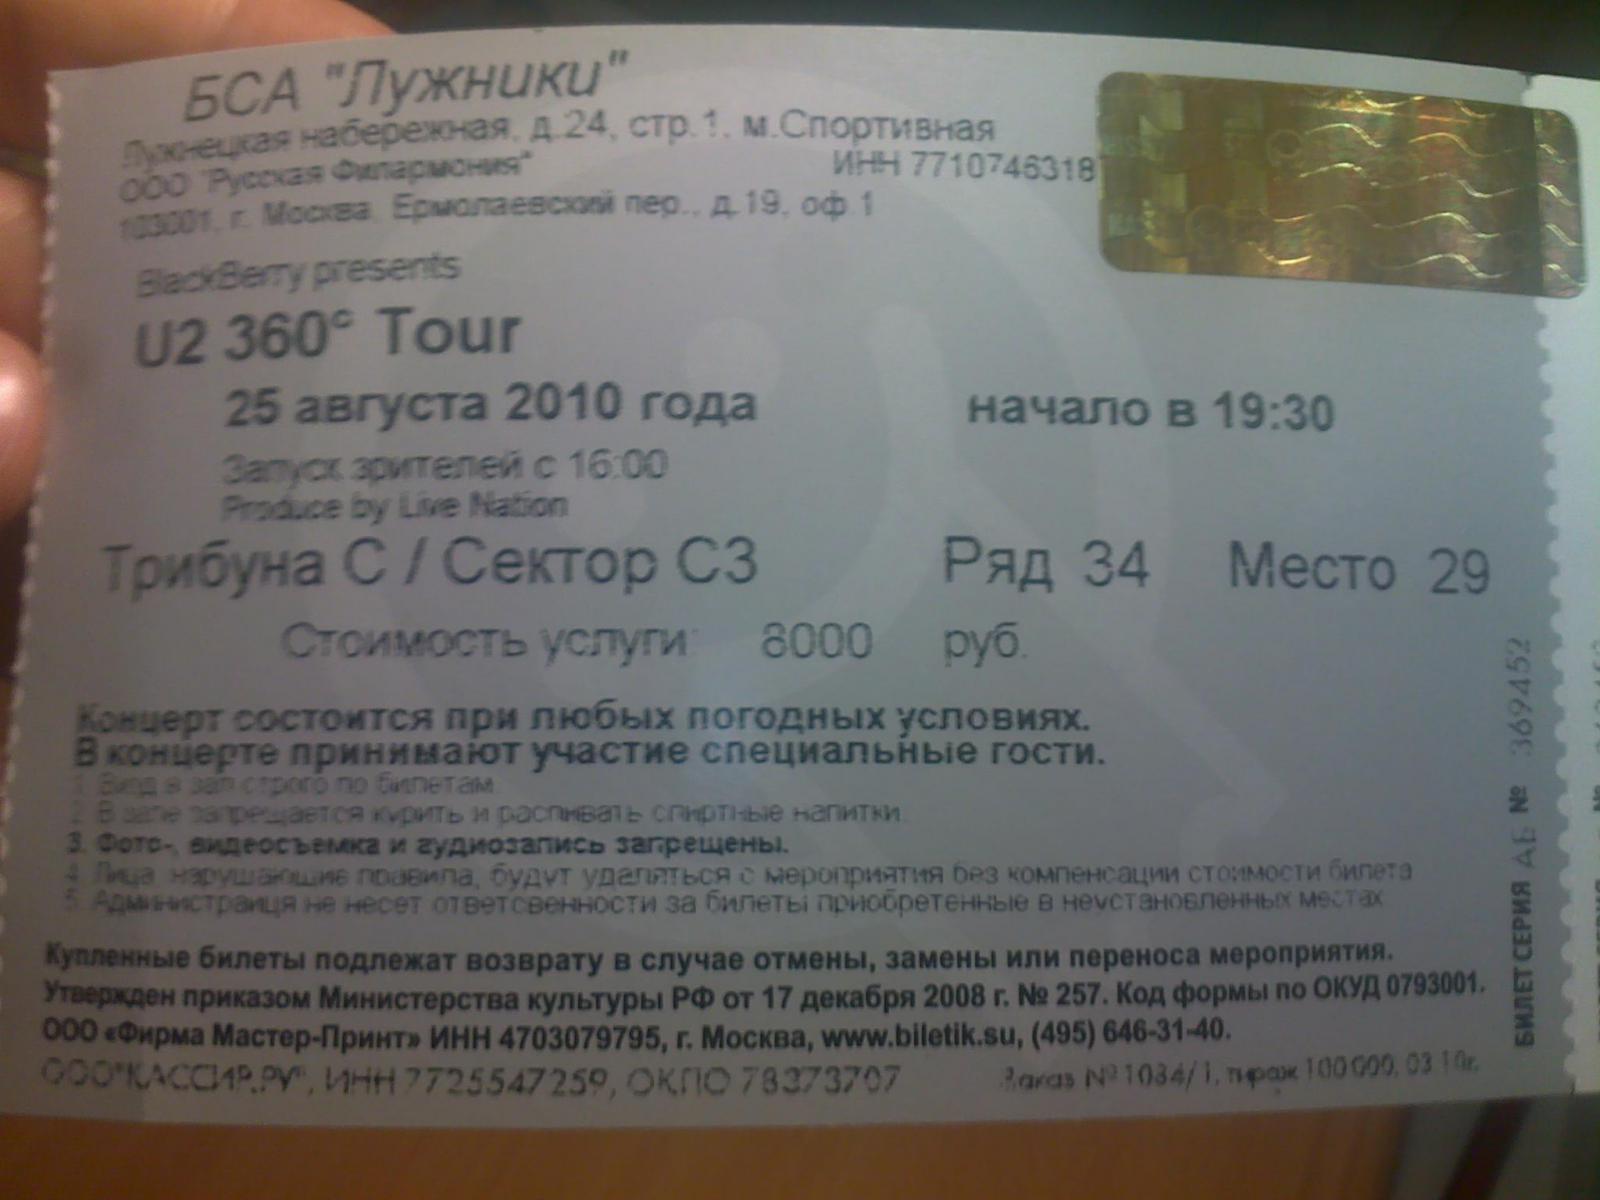 БСА "Лужники"
Лужнецкая набережная, д.24, стр.1, м.Спортивная
ООО "Русская Филармония" ИНН 7710746318
103001, г. Москва, Ермолаевский пер., д.19, оф.1
BlackBerry presents
U2 360° Tour
25 августа 2010 года начало в 19:30
Запуск зрителей с 16:00
Produce by Live Nation
Трибуна С / Сектор С3 Ряд 34 Место 29
Стоимость услуги: 8000 руб.
Концерт состоится при любых погодных условиях.
В концерте принимают участие специальные гости.
1. Вход в зал строго по билетам.
2. В зале запрещается курить и распивать спиртные напитки.
3. Фото-, видеосъемка и аудиозапись запрещены.
4. Лица, нарушающие правила, будут удаляться с мероприятия без компенсации стоимости билета
5. Администрация не несет ответсвенности за билеты приобретенные в неустановленных местах
Купленные билеты подлежат возврату в случае отмены, замены или переноса мероприятия.
Утвержден приказом Министерства культуры РФ от 17 декабря 2008 г. № 257. Код формы по ОКУД 0793001.
ООО «Фирма Мастер-Принт» ИНН 4703079795, г. Москва, www.biletik.su, (495) 646-31-40.
ООО"КАССИР.РУ", ИНН 7725547259, ОКПО 78373707 Заказ №1084/1, тираж 100 000, 03.10г.
БИЛЕТ СЕРИЯ АБ № 369452